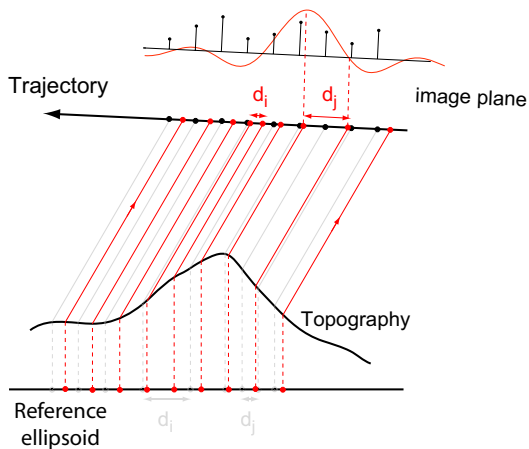 Trajectory
d_i
d_j
image plane
Topography
Reference
ellipsoid
d_i
d_j